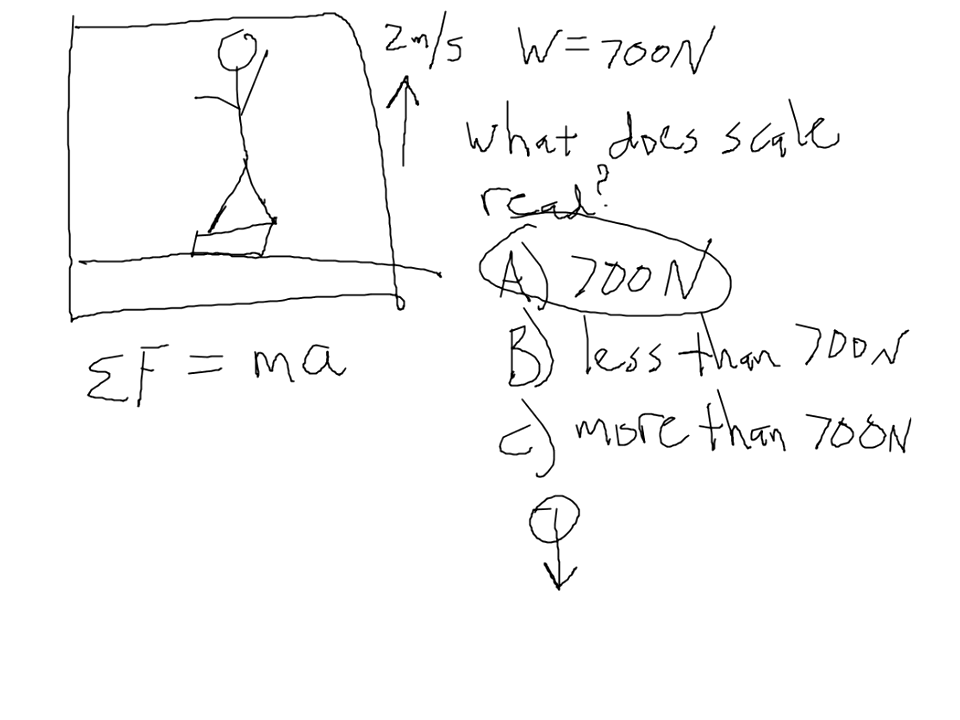 2m/s W=700N
what does scale
read?
A) 700N
B) less than 700N
C) more than 700N
ΣF = ma